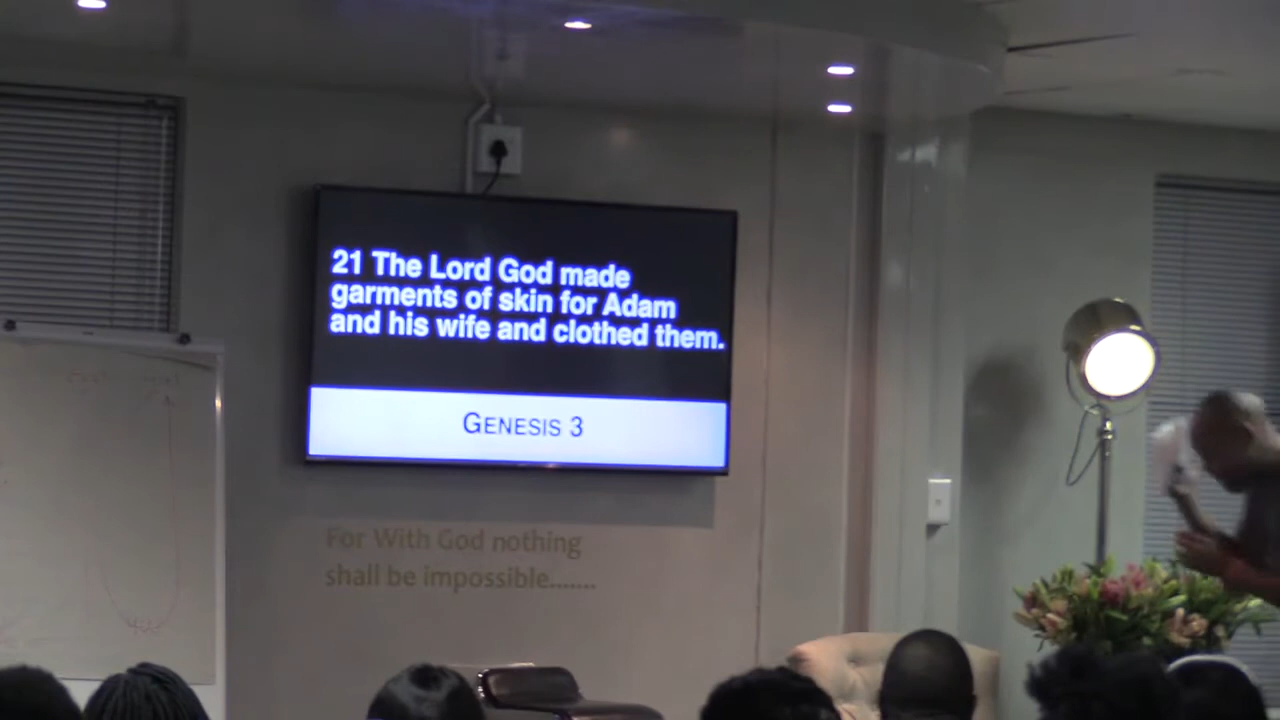 21 The Lord God made
garments of skin for Adam
and his wife and clothed them.
GENESIS 3
For With God nothing
shall be impossible.......